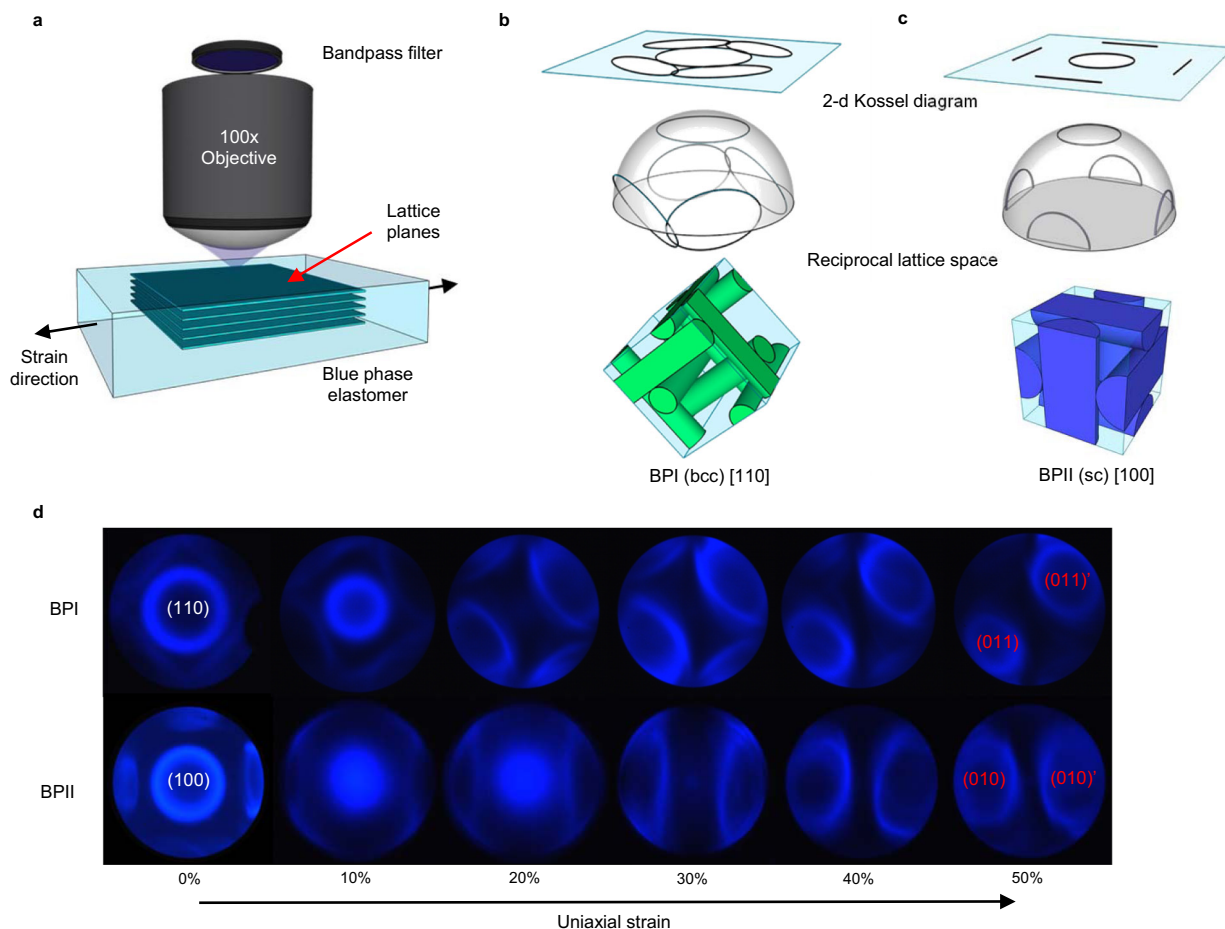 a
Bandpass filter
100x
Objective
Lattice
planes
Strain
direction
Blue phase
elastomer
b
c
2-d Kossel diagram
Reciprocal lattice space
BPI (bcc) [110]
BPII (sc) [100]
d
BPI
(110)
(011)
(011)'
BPII
(100)
(010)
(010)'
0%
10%
20%
30%
40%
50%
Uniaxial strain